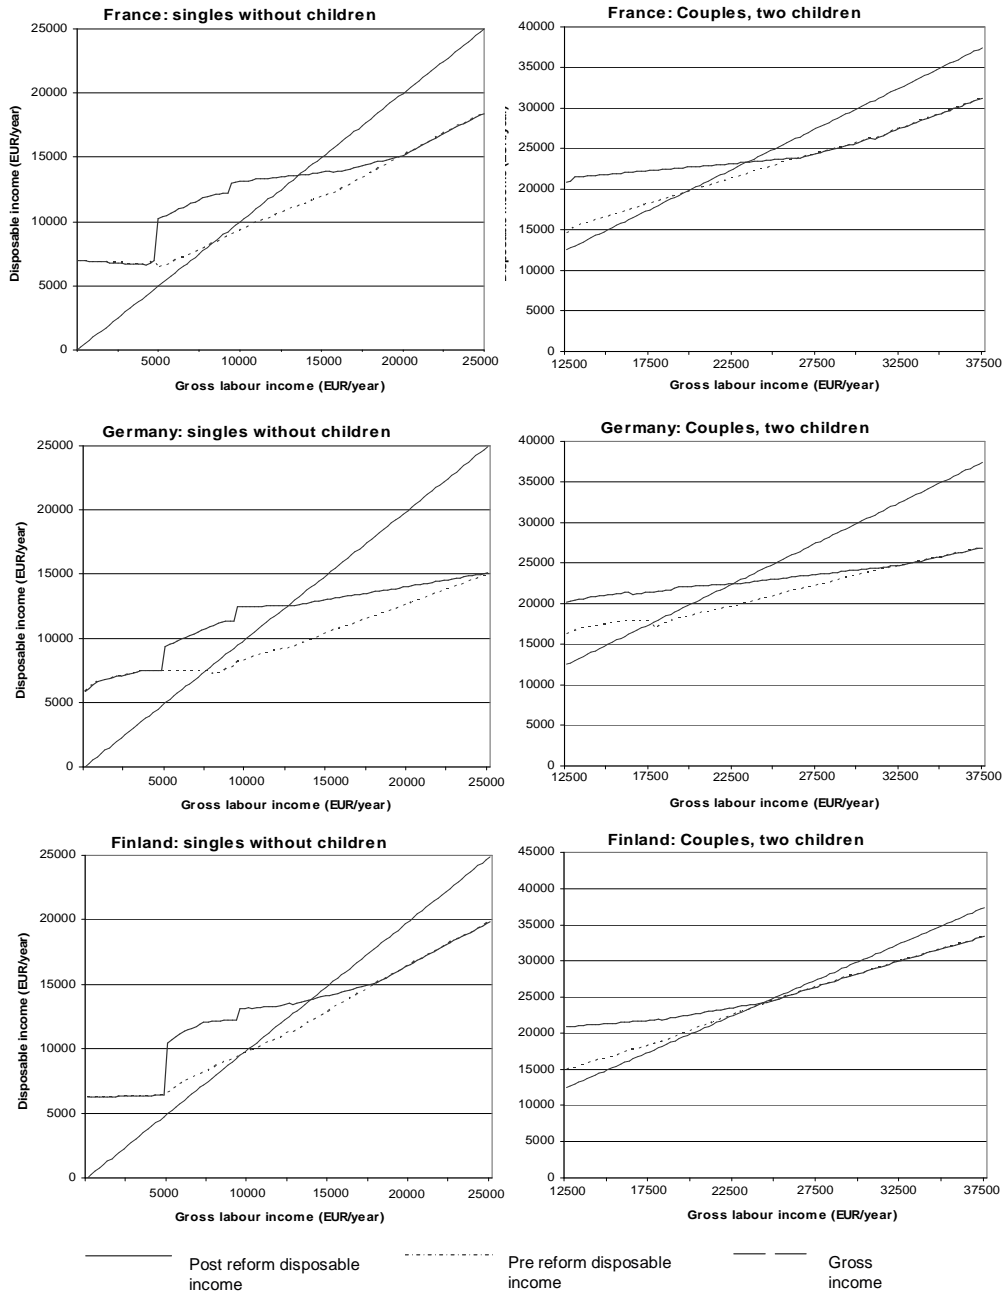 France: singles without children
25000
20000
15000
10000
5000
0
Disposable income (EUR/year)
5000 10000 15000 20000 25000
Gross labour income (EUR/year)
France: Couples, two children
40000
35000
30000
25000
20000
15000
10000
5000
0
12500 17500 22500 27500 32500 37500
Gross labour income (EUR/year)
Germany: singles without children
25000
20000
15000
10000
5000
0
Disposable income (EUR/year)
5000 10000 15000 20000 25000
Gross labour income (EUR/year)
Germany: Couples, two children
40000
35000
30000
25000
20000
15000
10000
5000
0
12500 17500 22500 27500 32500 37500
Gross labour income (EUR/year)
Finland: singles without children
25000
20000
15000
10000
5000
0
Disposable income (EUR/year)
5000 10000 15000 20000 25000
Gross labour income (EUR/year)
Finland: Couples, two children
45000
40000
35000
30000
25000
20000
15000
10000
5000
0
12500 17500 22500 27500 32500 37500
Gross labour income (EUR/year)
Post reform disposable
income
Pre reform disposable
income
Gross
income